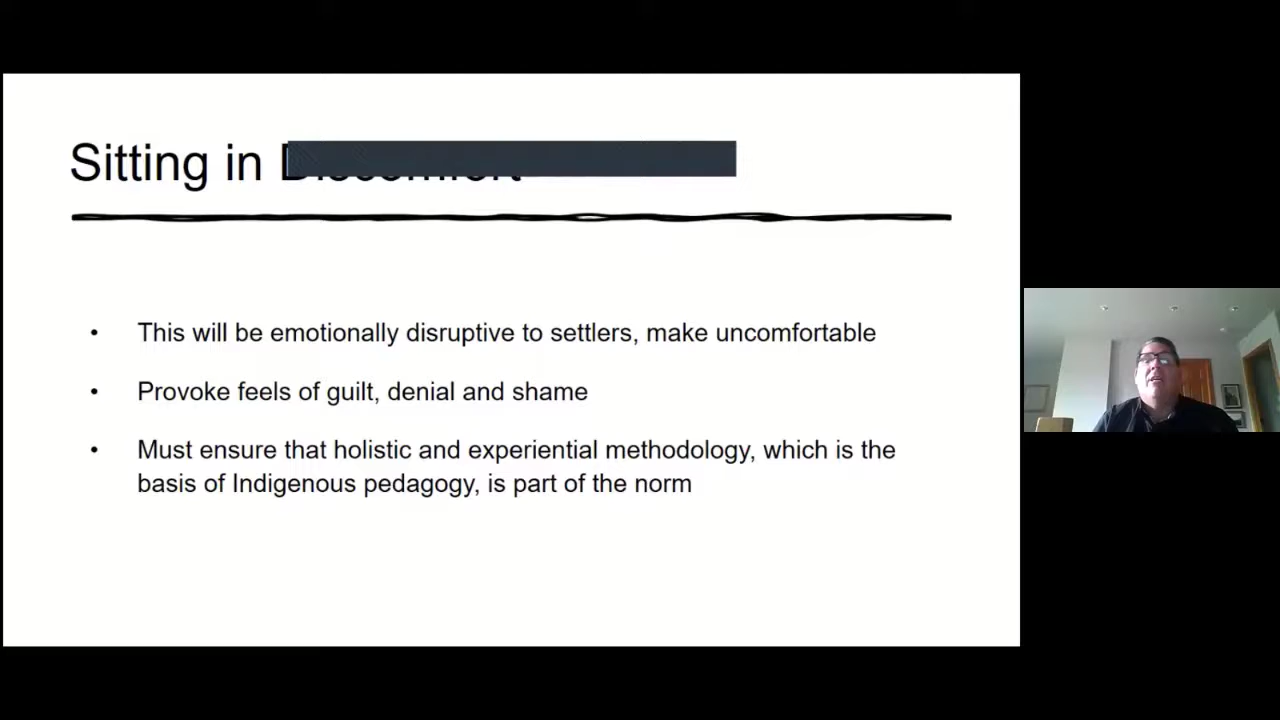 Sitting in Discomfort
• This will be emotionally disruptive to settlers, make uncomfortable
• Provoke feels of guilt, denial and shame
• Must ensure that holistic and experiential methodology, which is the
basis of Indigenous pedagogy, is part of the norm